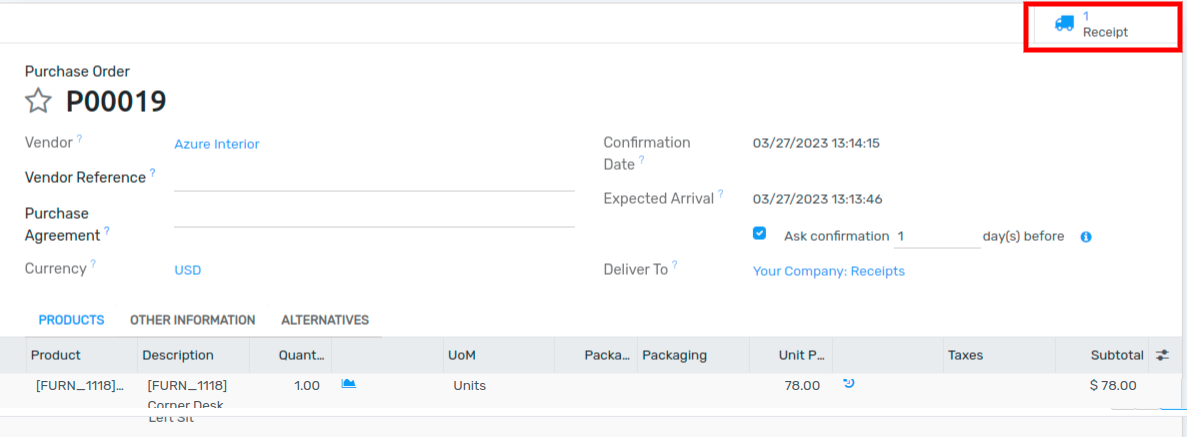 1
Receipt
Purchase Order
P00019
Vendor ? Azure Interior
Confirmation Date ? 03/27/2023 13:14:15
Vendor Reference ?
Expected Arrival ? 03/27/2023 13:13:46
Purchase Agreement ?
Ask confirmation 1 day(s) before
Currency ? USD
Deliver To ? Your Company: Receipts
PRODUCTS OTHER INFORMATION ALTERNATIVES
Product Description Quant... UoM Packa... Packaging Unit P... Taxes Subtotal
[FURN_1118]... [FURN_1118] 1.00 Units 78.00 $ 78.00
Corner Desk
Left Sit